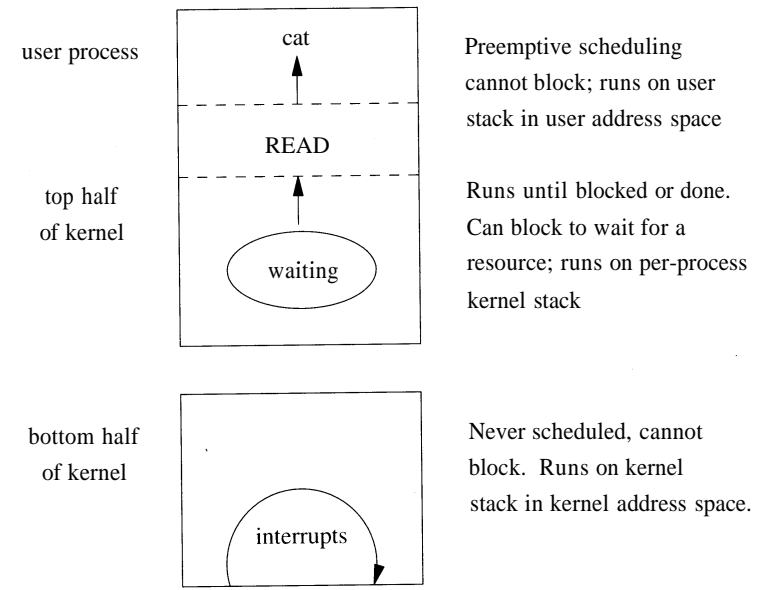 user process
cat
Preemptive scheduling
cannot block; runs on user
stack in user address space
READ
top half
of kernel
waiting
Runs until blocked or done.
Can block to wait for a
resource; runs on per-process
kernel stack
bottom half
of kernel
interrupts
Never scheduled, cannot
block. Runs on kernel
stack in kernel address space.